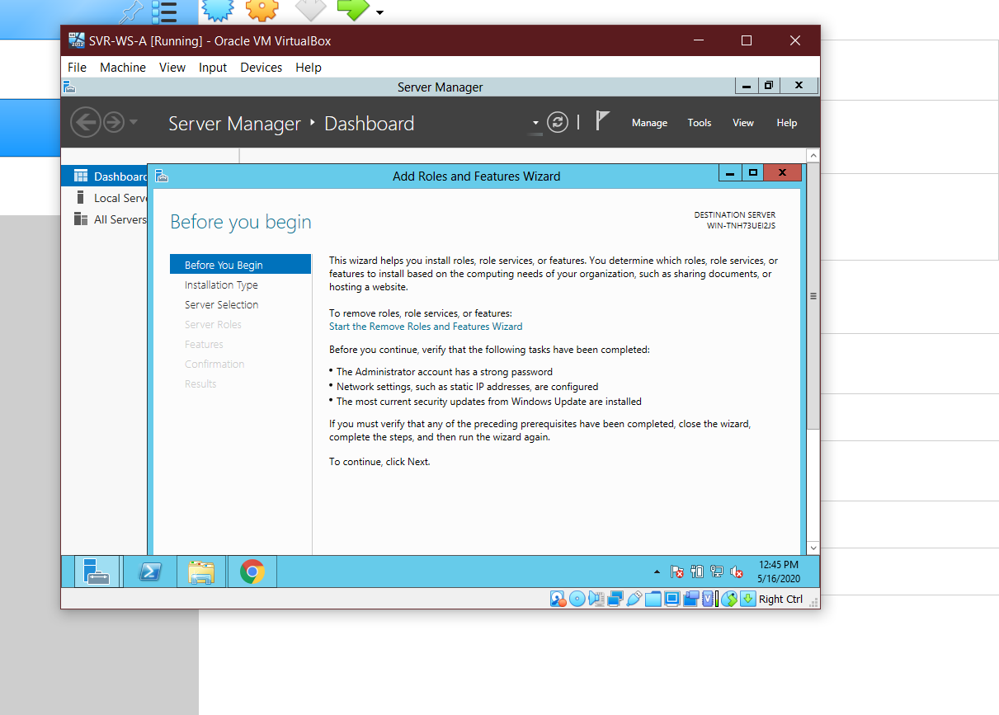 SVR-WS-A [Running] - Oracle VM VirtualBox
File Machine View Input Devices Help
Server Manager
Server Manager Dashboard
Manage Tools View Help
Add Roles and Features Wizard
Dashboard
Local Serve
All Servers
Before you begin
DESTINATION SERVER
WIN-TNH73UEI2JS
Before You Begin
Installation Type
Server Selection
Server Roles
Features
Confirmation
Results
This wizard helps you install roles, role services, or features. You determine which roles, role services, or
features to install based on the computing needs of your organization, such as sharing documents, or
hosting a website.
To remove roles, role services, or features:
Start the Remove Roles and Features Wizard
Before you continue, verify that the following tasks have been completed:
• The Administrator account has a strong password
• Network settings, such as static IP addresses, are configured
• The most current security updates from Windows Update are installed
If you must verify that any of the preceding prerequisites have been completed, close the wizard,
complete the steps, and then run the wizard again.
To continue, click Next.
12:45 PM
5/16/2020
Right Ctrl